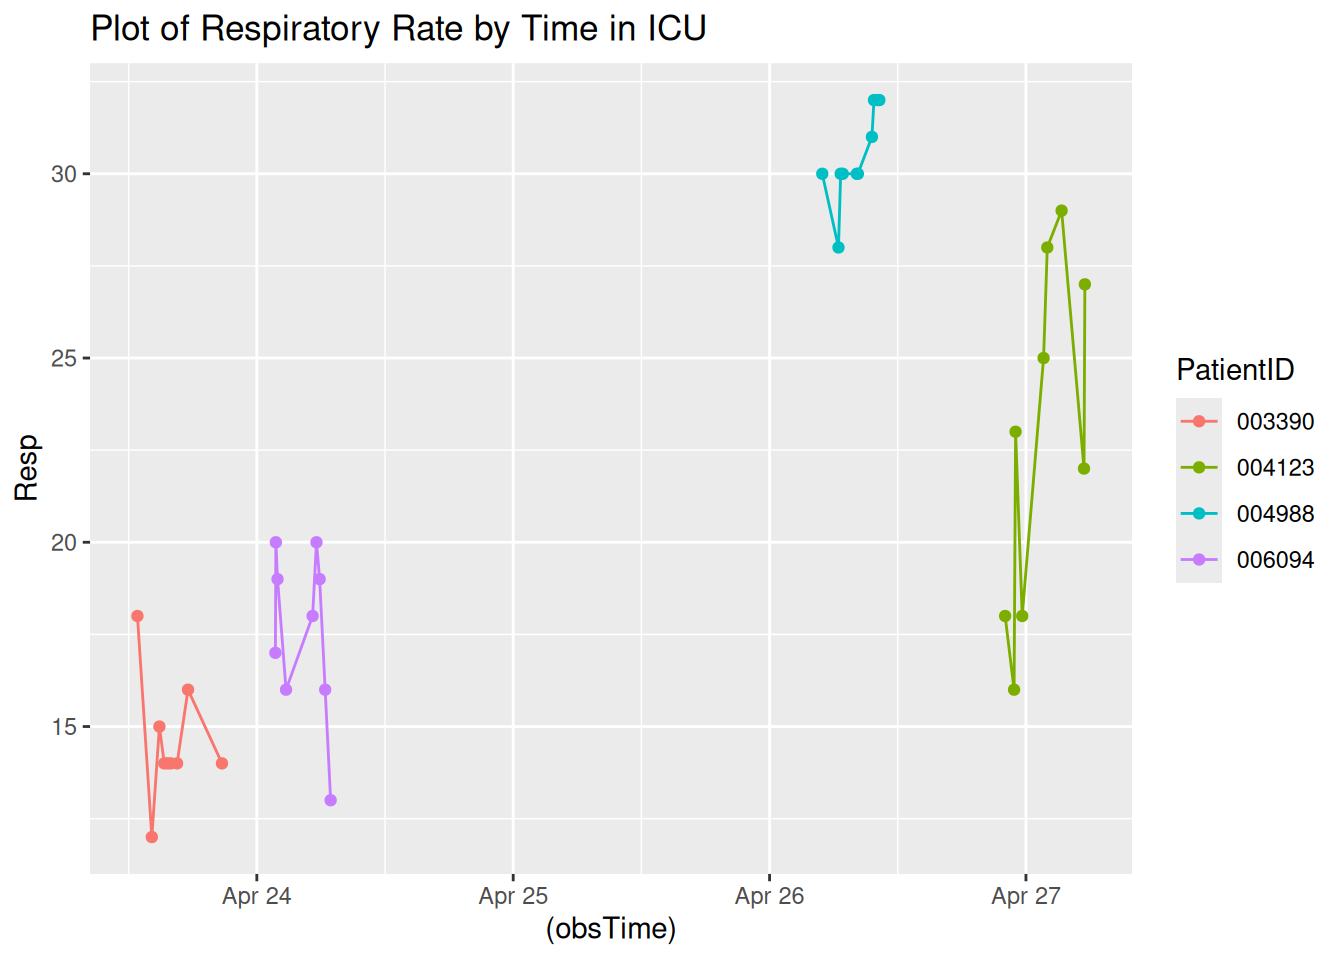 Plot of Respiratory Rate by Time in ICU
Resp
30
25
20
15
Apr 24 Apr 25 Apr 26 Apr 27
(obsTime)
PatientID
003390
004123
004988
006094